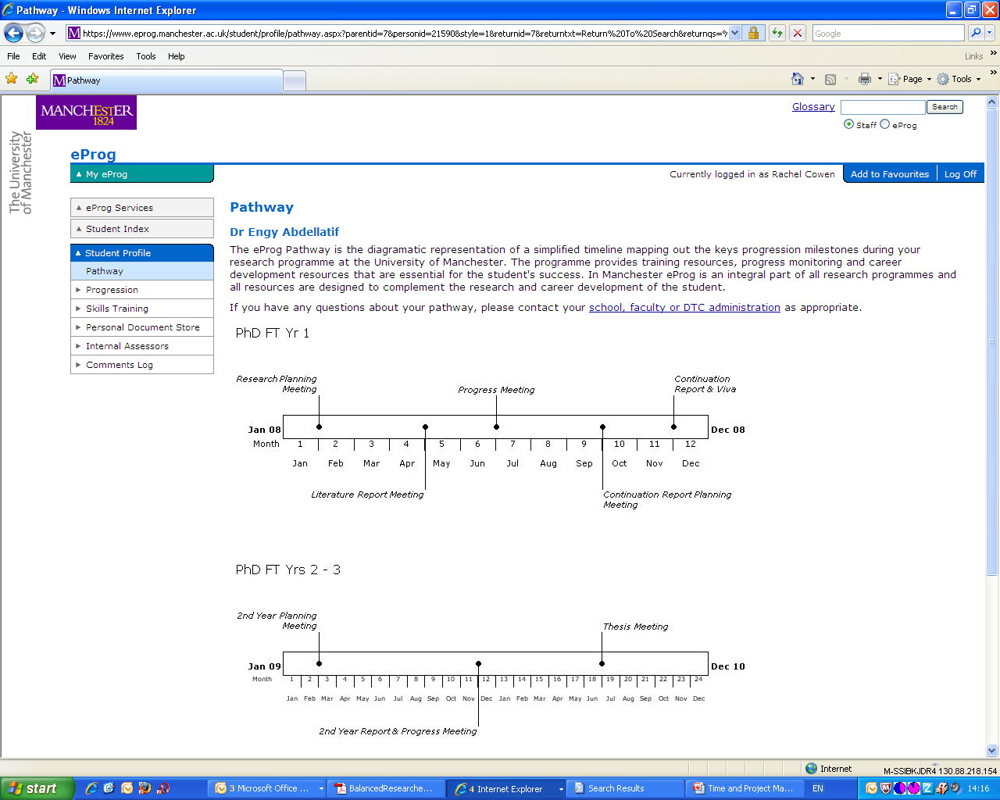 Pathway - Windows Internet Explorer
https://www.eprog.manchester.ac.uk/student/profile/pathway.aspx?parentid=7&personid=21590&style=1&returnid=7&returntxt=Return%20To%20Search&returnqs=%
Google
File Edit View Favorites Tools Help
Links »
Pathway
Page Tools »
MANCHESTER
1824
The University
of Manchester
Glossary Search
Staff eProg
eProg
My eProg
Currently logged in as Rachel Cowen Add to Favourites Log Off
eProg Services
Student Index
Student Profile
Pathway
Progression
Skills Training
Personal Document Store
Internal Assessors
Comments Log
Pathway
Dr Engy Abdellatif
The eProg Pathway is the diagramatic representation of a simplified timeline mapping out the keys progression milestones during your
research programme at the University of Manchester. The programme provides training resources, progress monitoring and career
development resources that are essential for the student's success. In Manchester eProg is an integral part of all research programmes and
all resources are designed to complement the research and career development of the student.
If you have any questions about your pathway, please contact your school, faculty or DTC administration as appropriate.
PhD FT Yr 1
Research Planning
Meeting
Progress Meeting
Continuation
Report & Viva
Jan 08 Dec 08
Month 1 2 3 4 5 6 7 8 9 10 11 12
Jan Feb Mar Apr May Jun Jul Aug Sep Oct Nov Dec
Literature Report Meeting
Continuation Report Planning
Meeting
PhD FT Yrs 2 - 3
2nd Year Planning
Meeting
Thesis Meeting
Jan 09 Dec 10
Month 1 2 3 4 5 6 7 8 9 10 11 12 13 14 15 16 17 18 19 20 21 22 23 24
Jan Feb Mar Apr May Jun Jul Aug Sep Oct Nov Dec Jan Feb Mar Apr May Jun Jul Aug Sep Oct Nov Dec
2nd Year Report & Progress Meeting
Internet
M-SSIBKJDR4 130.88.218.154
start
3 Microsoft Office ...
BalancedResearche...
4 Internet Explorer
Search Results
Time and Project Ma...
EN
14:16